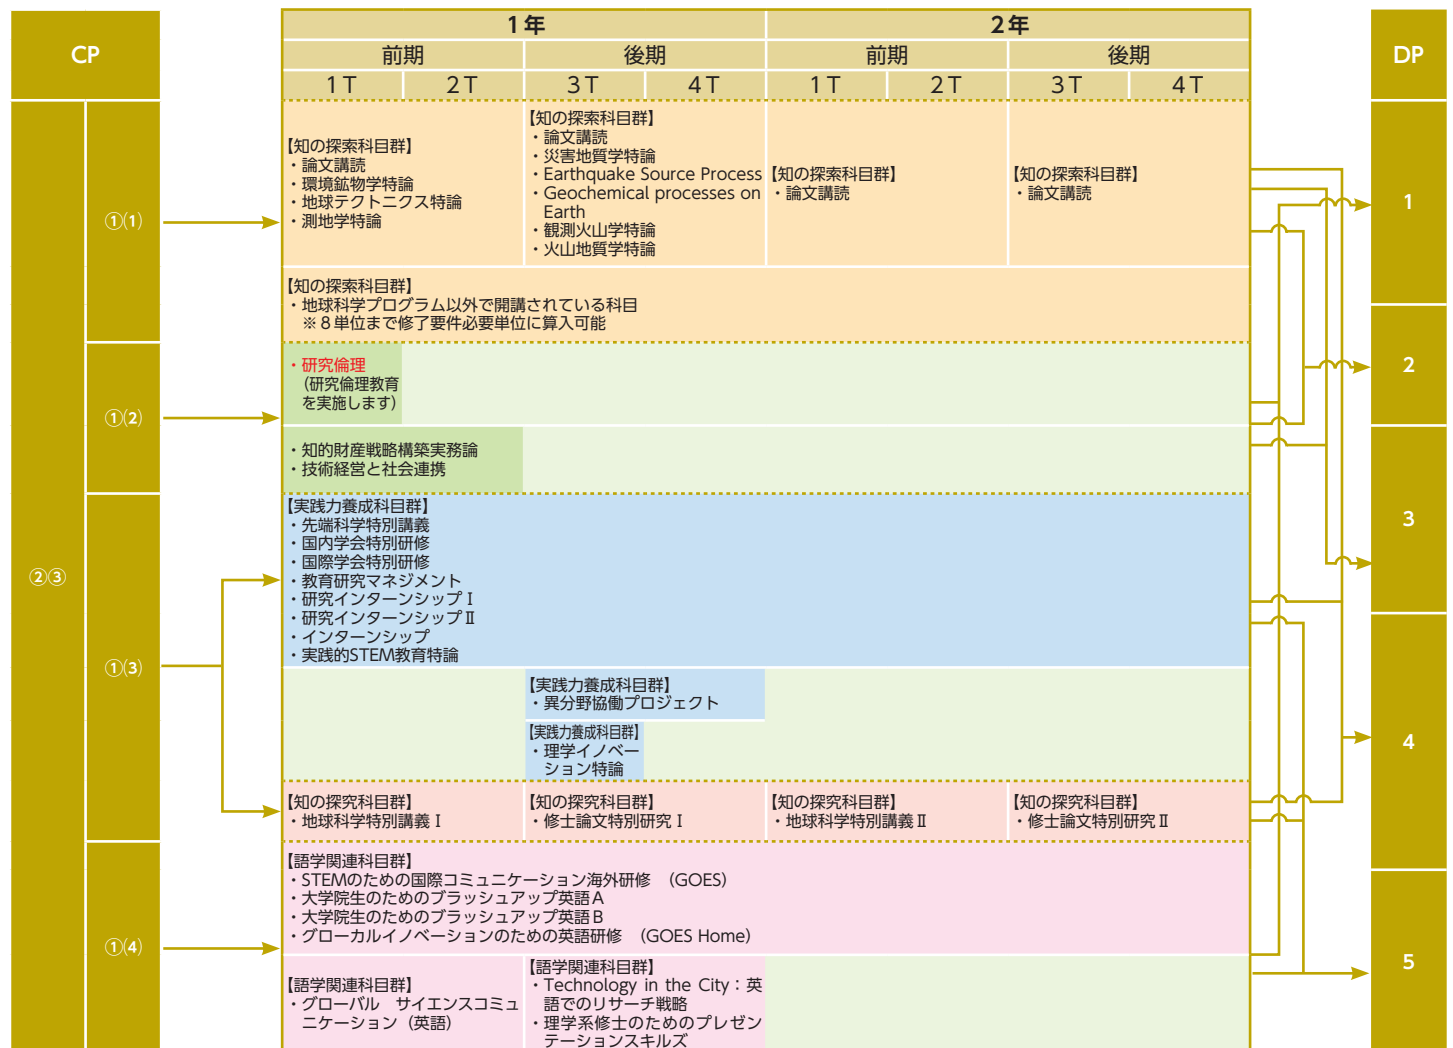 CP
1年
2年
DP
前期
後期
前期
後期
1T
2T
3T
4T
1T
2T
3T
4T
②③
①(1)
【知の探索科目群】
・論文講読
・環境鉱物学特論
・地球テクトニクス特論
・測地学特論
【知の探索科目群】
・論文講読
・災害地質学特論
・Earthquake Source Process
・Geochemical processes on
Earth
・観測火山学特論
・火山地質学特論
【知の探索科目群】
・論文講読
【知の探索科目群】
・論文講読
1
【知の探索科目群】
・地球科学プログラム以外で開講されている科目
※8単位まで修了要件必要単位に算入可能
①(2)
・研究倫理
(研究倫理教育
を実施します)
2
・知的財産戦略構築実務論
・技術経営と社会連携
3
①(3)
【実践力養成科目群】
・先端科学特別講義
・国内学会特別研修
・国際学会特別研修
・教育研究マネジメント
・研究インターンシップⅠ
・研究インターンシップⅡ
・インターンシップ
・実践的STEM教育特論
【実践力養成科目群】
・異分野協働プロジェクト
【実践力養成科目群】
・理学イノベー
ション特論
4
【知の探究科目群】
・地球科学特別講義Ⅰ
【知の探究科目群】
・修士論文特別研究Ⅰ
【知の探究科目群】
・地球科学特別講義Ⅱ
【知の探究科目群】
・修士論文特別研究Ⅱ
①(4)
【語学関連科目群】
・STEMのための国際コミュニケーション海外研修 (GOES)
・大学院生のためのブラッシュアップ英語A
・大学院生のためのブラッシュアップ英語B
・グローカルイノベーションのための英語研修 (GOES Home)
5
【語学関連科目群】
・グローバル サイエンスコミュ
ニケーション(英語)
【語学関連科目群】
・Technology in the City:英
語でのリサーチ戦略
・理学系修士のためのプレゼン
テーションスキルズ